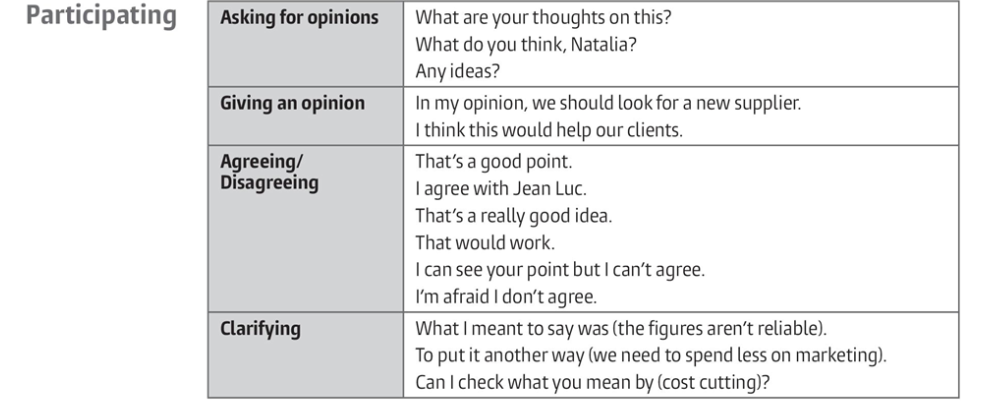 Participating
Asking for opinions
What are your thoughts on this?
What do you think, Natalia?
Any ideas?
Giving an opinion
In my opinion, we should look for a new supplier.
I think this would help our clients.
Agreeing/
Disagreeing
That's a good point.
I agree with Jean Luc.
That's a really good idea.
That would work.
I can see your point but I can't agree.
I'm afraid I don't agree.
Clarifying
What I meant to say was (the figures aren't reliable).
To put it another way (we need to spend less on marketing).
Can I check what you mean by (cost cutting)?